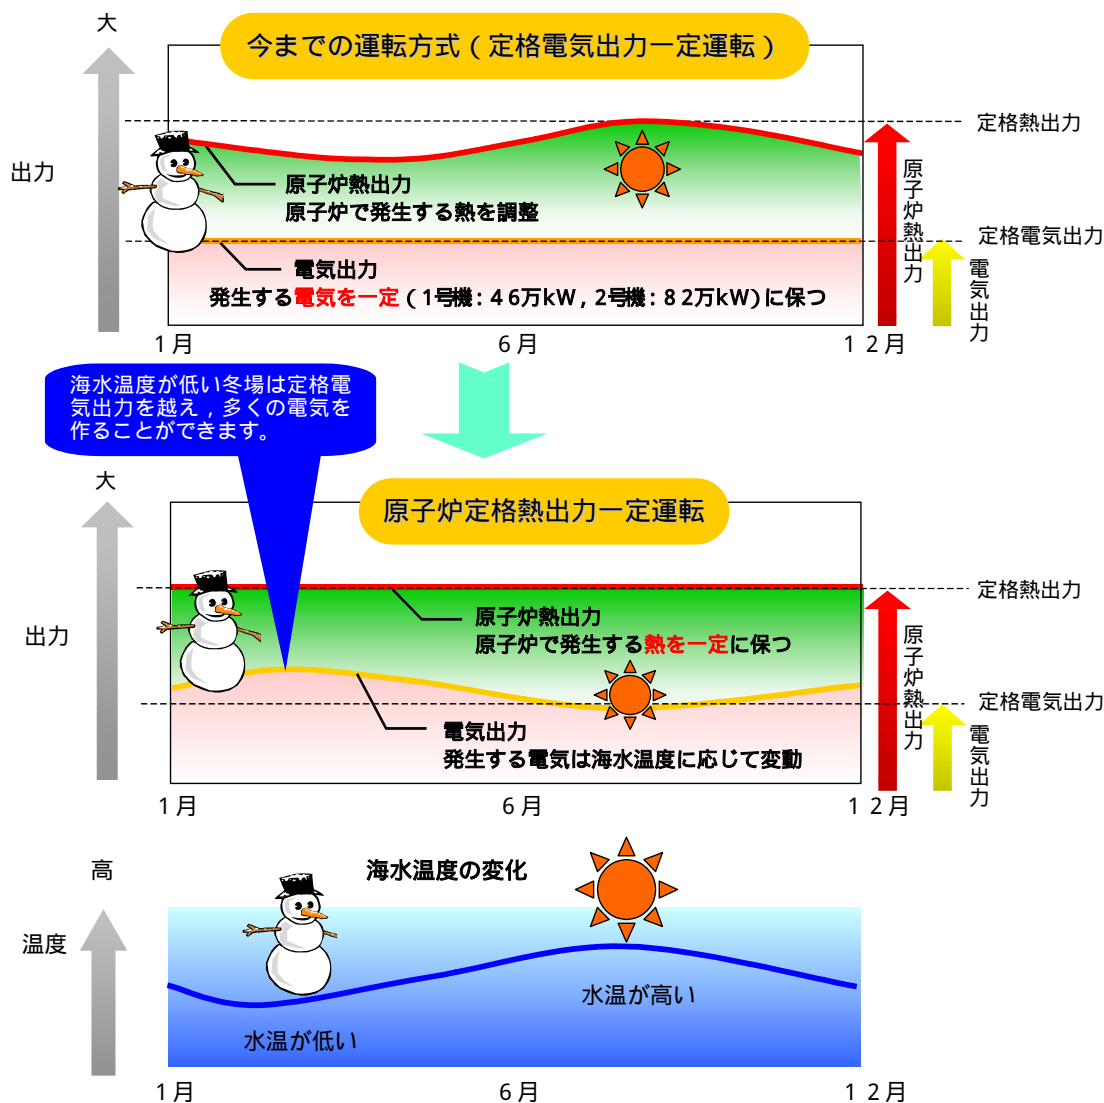 大
今までの運転方式(定格電気出力一定運転)
定格熱出力
出力
原子炉熱出力
原子炉熱出力
原子炉で発生する熱を調整
定格電気出力
電気出力
電気出力
発生する電気を一定(1号機:46万kW,2号機:82万kW)に保つ
1月
6月
12月
海水温度が低い冬場は定格電
気出力を越え,多くの電気を
作ることができます。
大
原子炉定格熱出力一定運転
定格熱出力
原子炉熱出力
原子炉で発生する熱を一定に保つ
出力
原子炉熱出力
定格電気出力
電気出力
発生する電気は海水温度に応じて変動
電気出力
1月
6月
12月
高
海水温度の変化
温度
水温が高い
水温が低い
1月
6月
12月